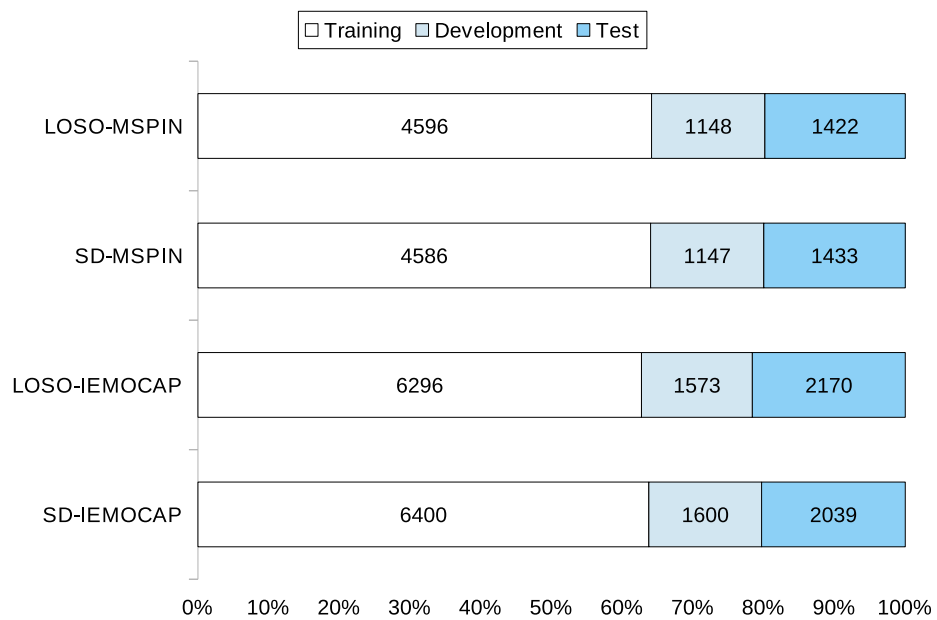 Training Development Test
LOSO-MSPIN 4596 1148 1422
SD-MSPIN 4586 1147 1433
LOSO-IEMOCAP 6296 1573 2170
SD-IEMOCAP 6400 1600 2039
0% 10% 20% 30% 40% 50% 60% 70% 80% 90% 100%